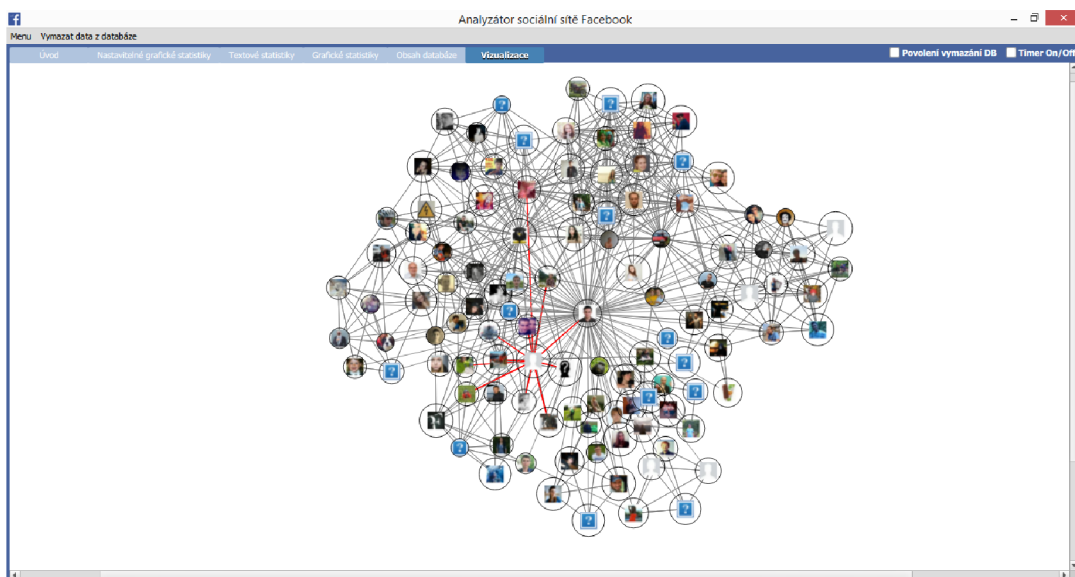 Analyzátor sociální sítě Facebook
Menu Vymazat data z databáze
Úvod Nastavitelné grafické statistiky Textové statistiky Grafické statistiky Obsah databáze Vizualizace Povolení vymazání DB Timer On/Off